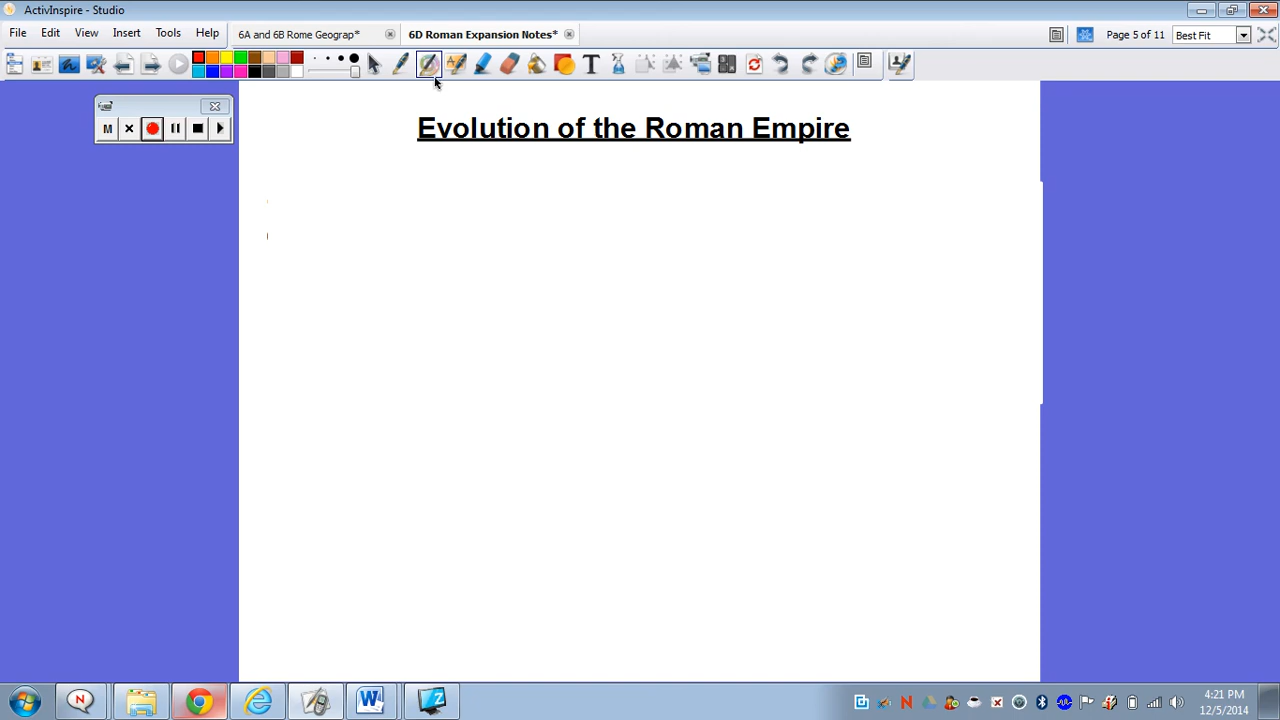 ActivInspire - Studio
File Edit View Insert Tools Help
6A and 6B Rome Geograp*
6D Roman Expansion Notes*
Page 5 of 11
Best Fit
M
Evolution of the Roman Empire
4:21 PM
12/5/2014